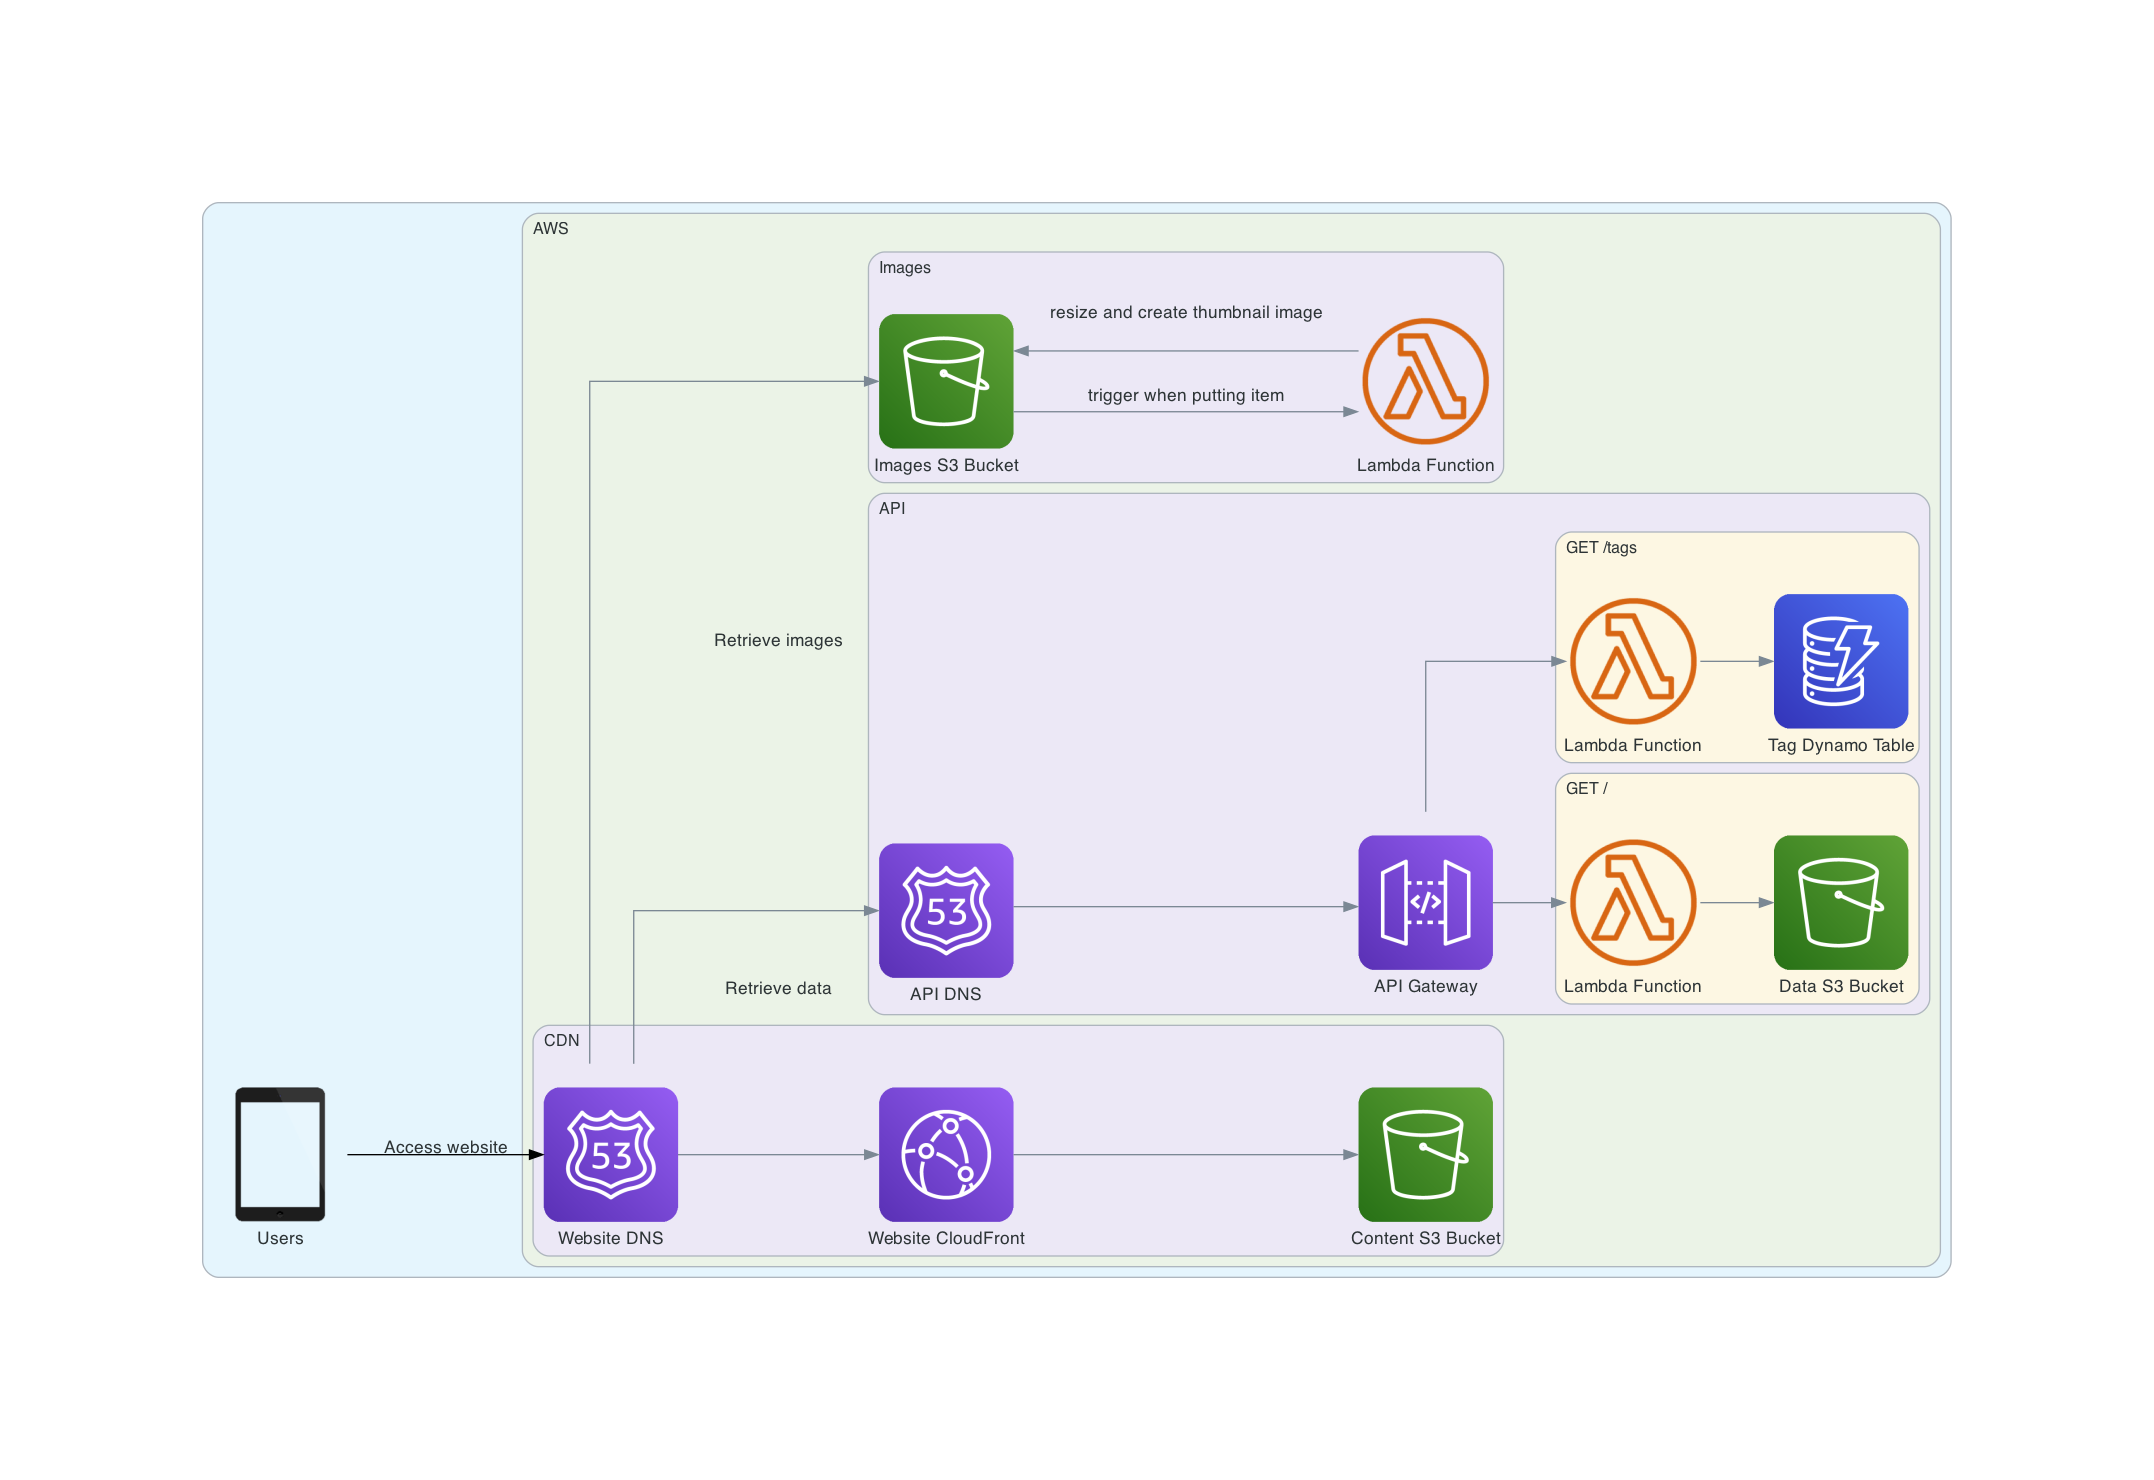 AWS
Images
resize and create thumbnail image
trigger when putting item
Images S3 Bucket
Lambda Function
API
GET /tags
Retrieve images
Lambda Function
Tag Dynamo Table
GET /
53
API DNS
</>
API Gateway
Lambda Function
Data S3 Bucket
Retrieve data
CDN
Access website
53
Users
Website DNS
Website CloudFront
Content S3 Bucket